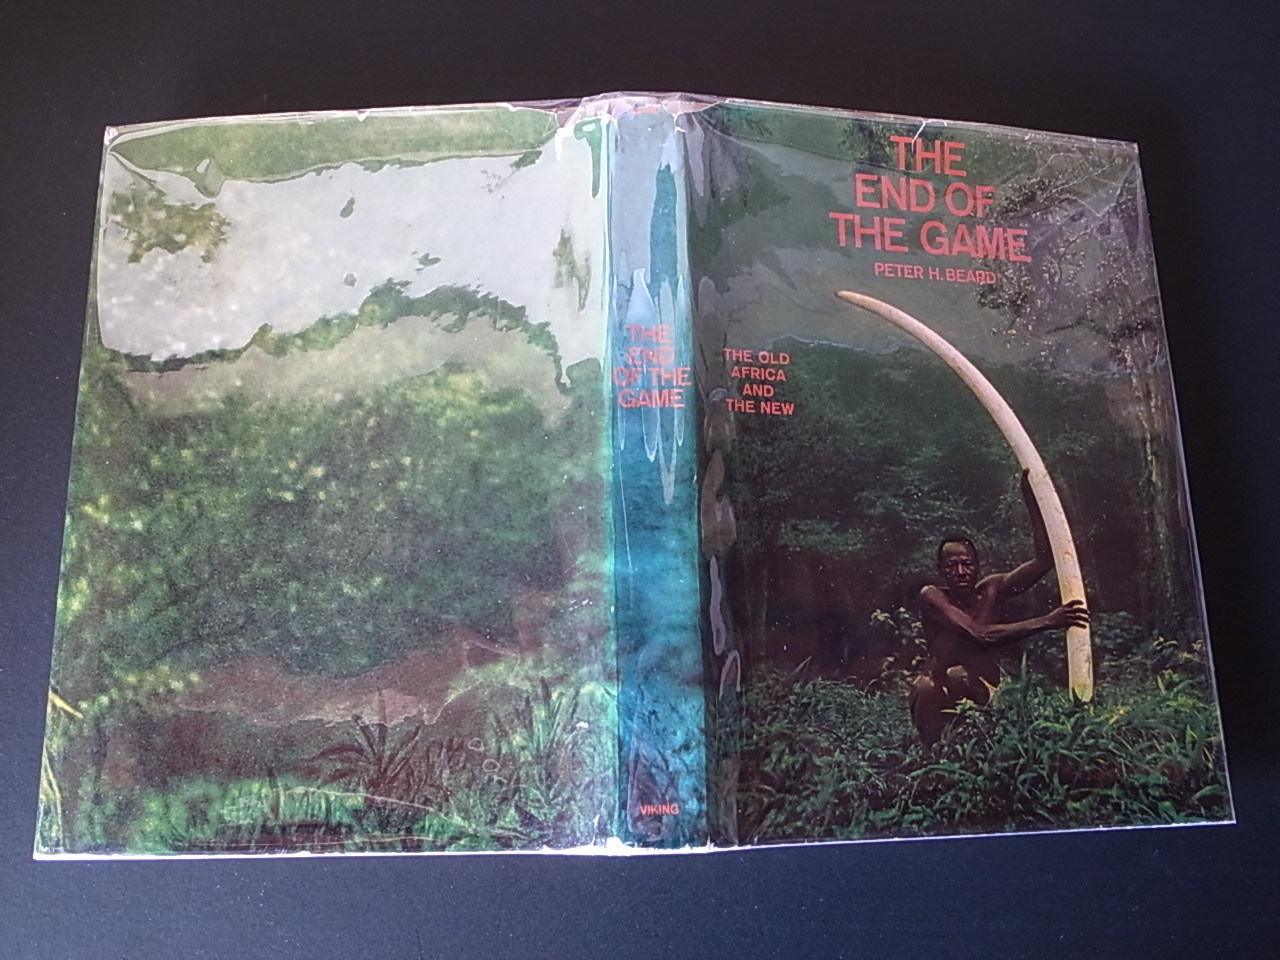 THE
END OF
THE GAME
PETER H. BEARD
THE OLD
AFRICA
AND
THE NEW
THE
END
OF THE
GAME
VIKING